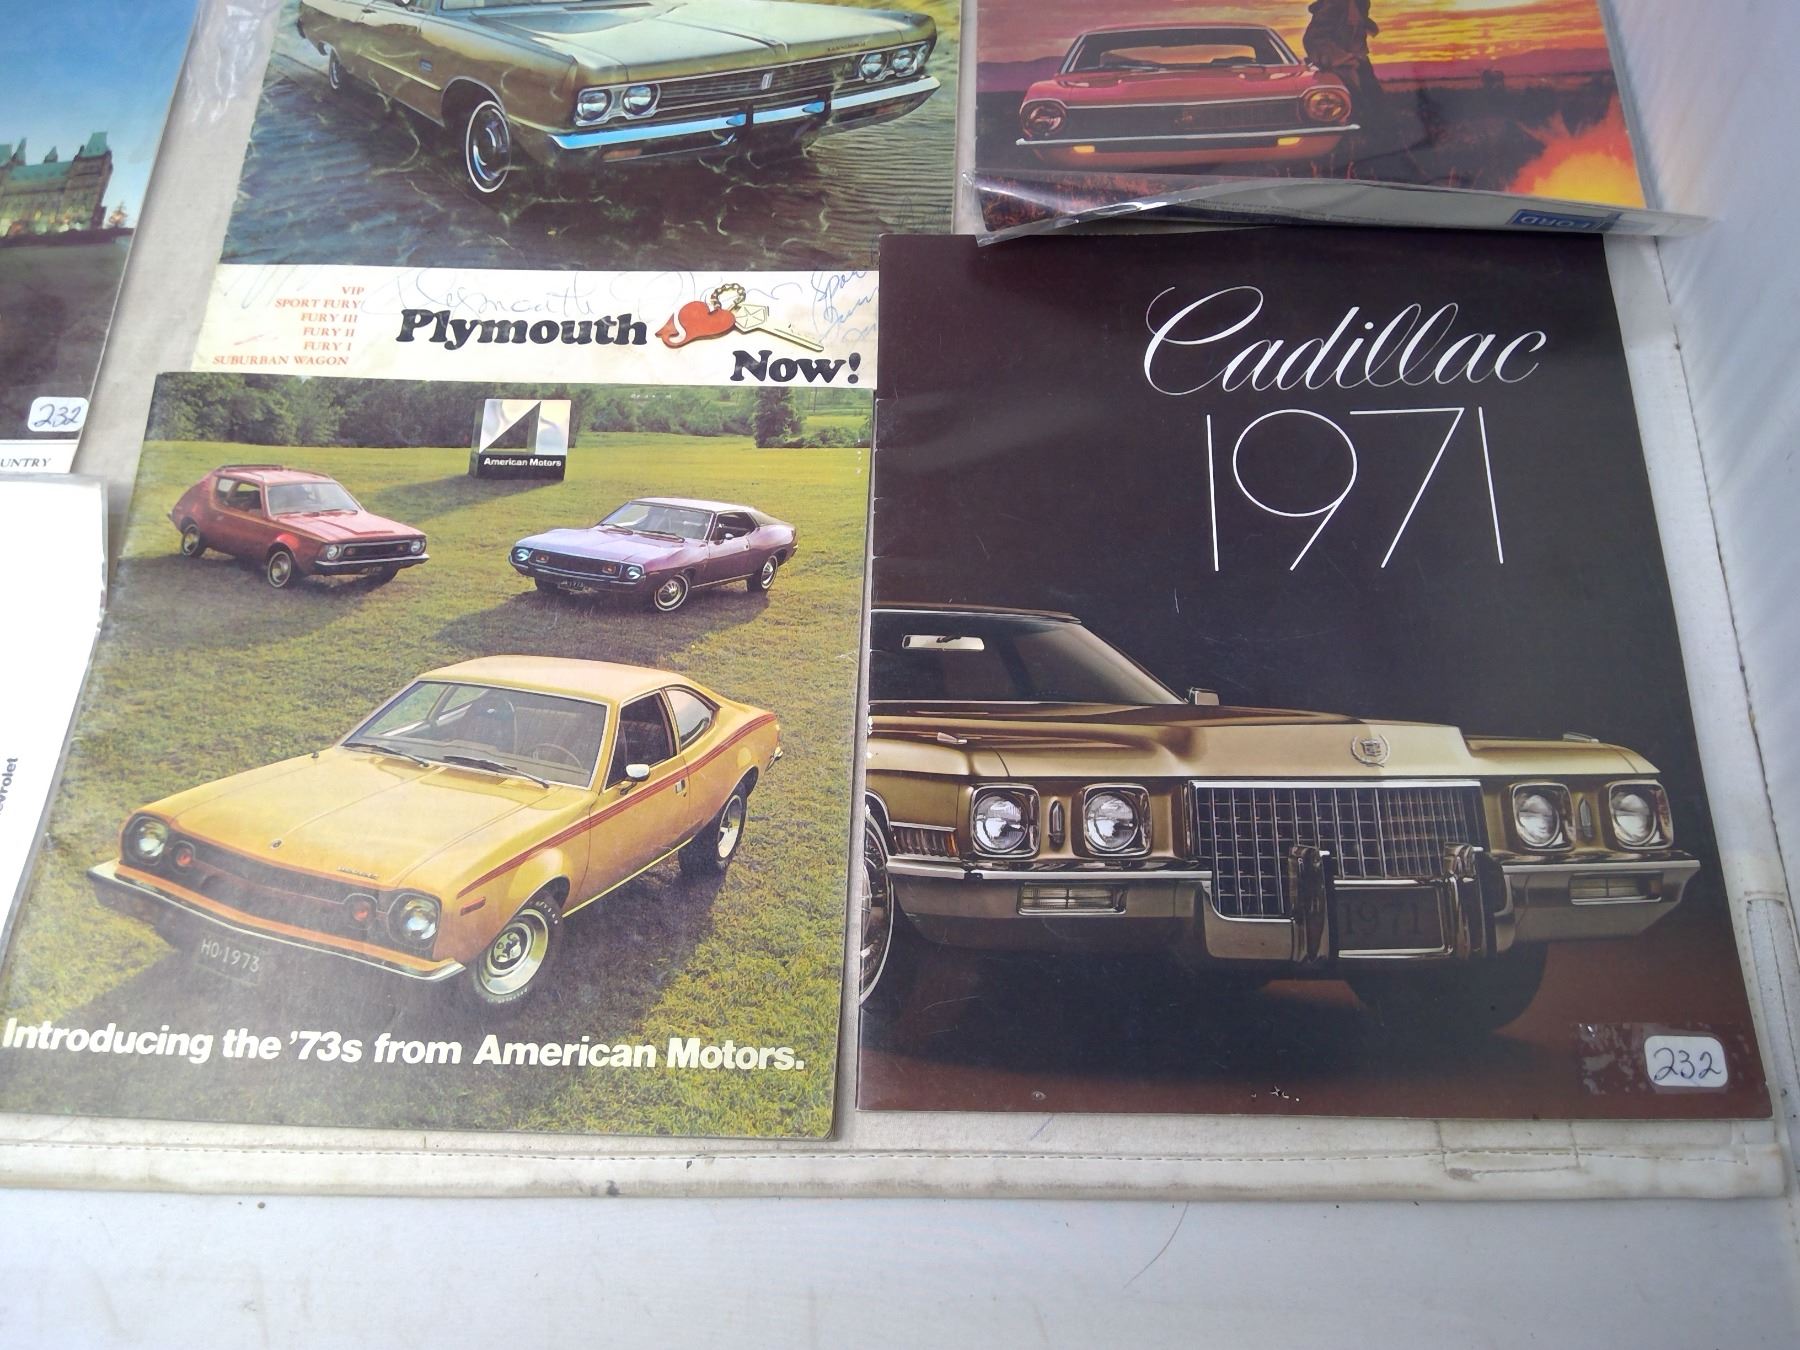 232
UNTRY
VIP
SPORT FURY
FURY III
FURY II
FURY I
SUBURBAN WAGON
Plymouth
Now!
FORD
American Motors
HO·1973
Introducing the '73s from American Motors.
Cadillac
1971
1971
232